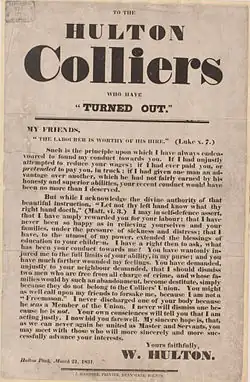 TO THE
HULTON
Colliers
WHO HAVE
"TURNED OUT."
MY FRIENDS,
"THE LABOURER IS WORTHY OF HIS HIRE." (Luke x. 7.)
Such is the principle upon which I have always endea-
voured to found my conduct towards you. If I had unjustly
attempted to reduce your wages; if I had ever paid you, or
pretended to pay you, in truck; if I had given one man an ad-
vantage over another, which he had not fairly earned by his
honesty and superior abilities, your recent conduct would have
been no more than I deserved.
But while I acknowledge the divine authority of that
beautiful instruction, "Let not thy left hand know what thy
right hand doeth," (Matt. vi. 3.) I may in self-defence assert,
that I have amply rewarded you for your labour; that I have
never been so happy as in relieving yourselves and your
families, under the pressure of sickness and distress; that I
have, to the utmost of my power, extended the blessings of
education to your children. I have a right then to ask, what
has been your conduct towards me? You have wantonly in-
jured me to the full limits of your ability, in my purse; and you
have much further wounded my feelings. You have demanded,
unjustly to your neighbour demanded, that I should dismiss
two men who are free from all charge of crime, and whose fa-
milies would by such abandonment, become destitute, simply
because they do not belong to the Colliers' Union. You might
as well call upon my friends to insult me, because I am not a
"Freemason." I never discharged one of your body because
he was a Member of the Union. I never will dismiss one be-
cause he is not. Your own consciences will tell you that I am
acting justly. I now bid you farewell. My sincere hope is, that,
as we can never again be united as Master and Servants, you
may meet with those who will more sincerely and more suc-
cessfully advance your interests.
Yours faithfully,
W. HULTON.
Hulton Park, March 21, 1831.
J. GARDNER, PRINTER, DEANSGATE, BOLTON.